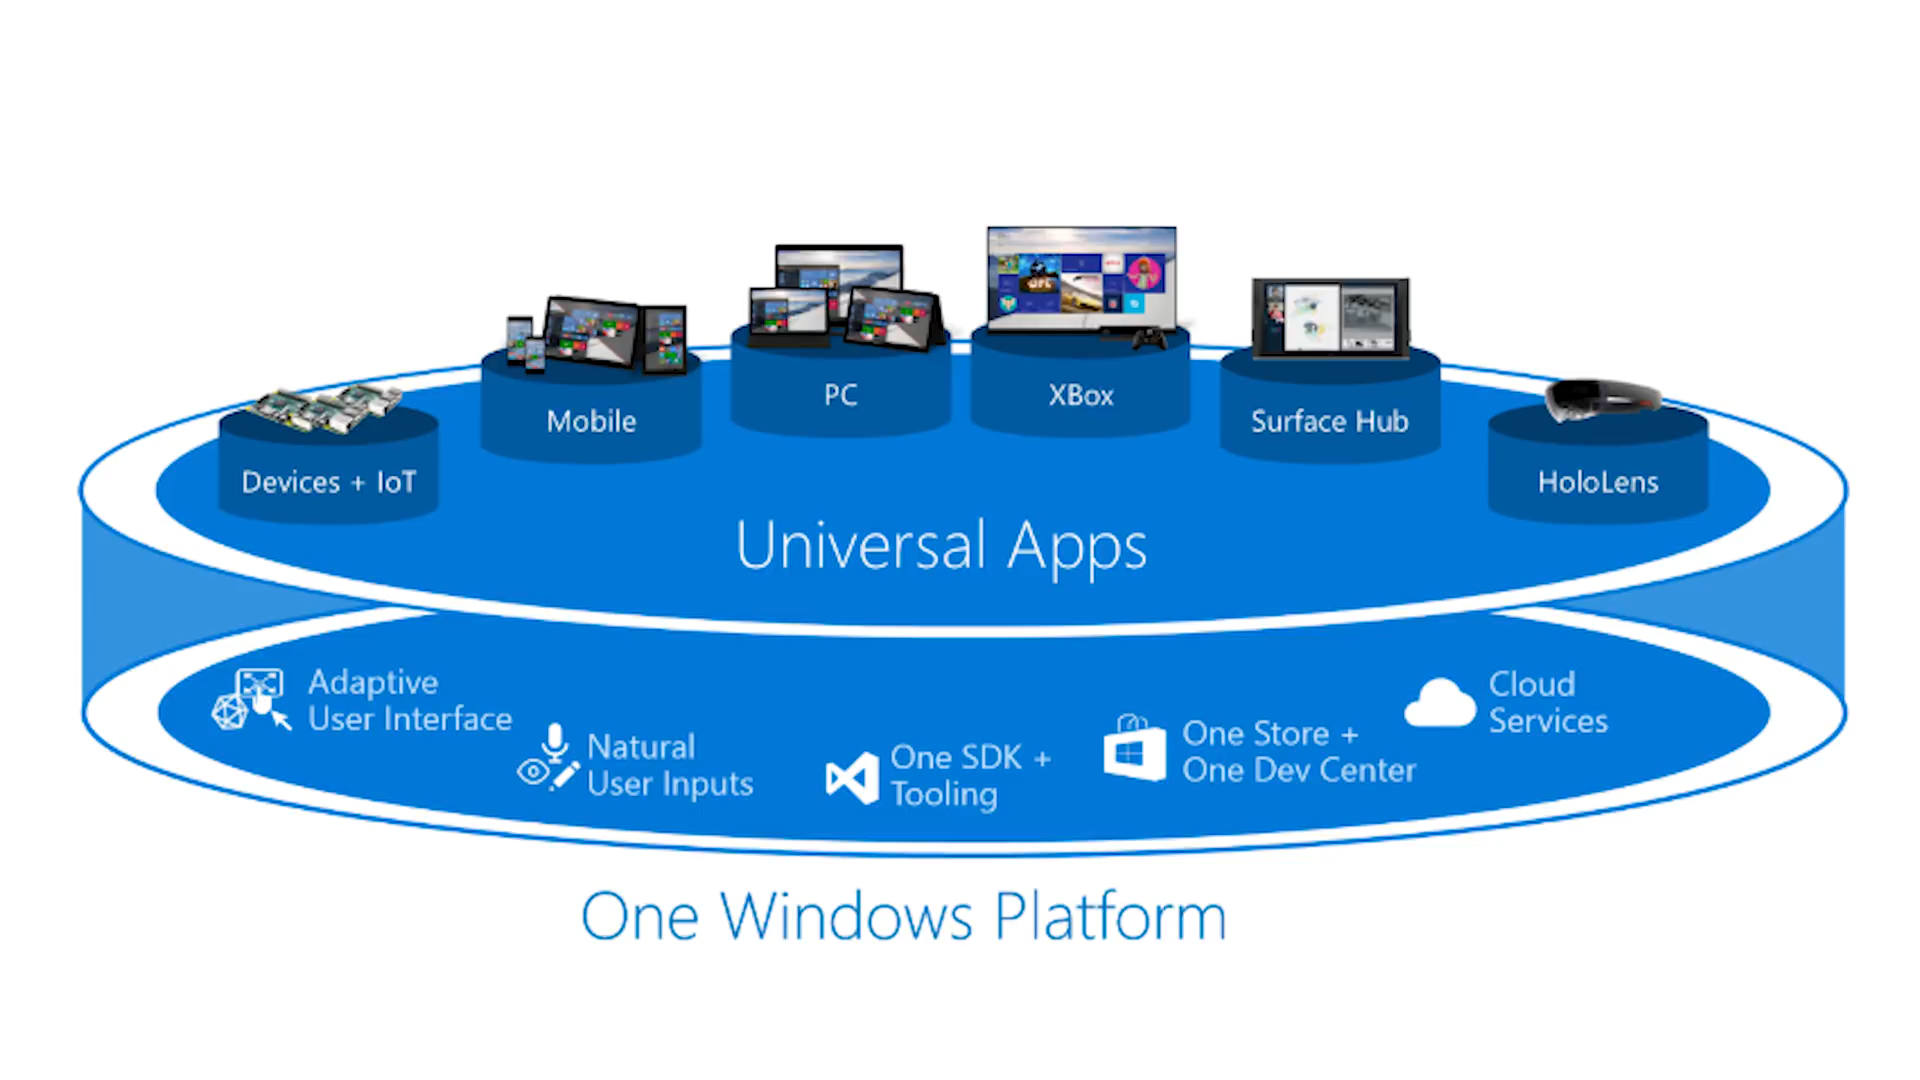 PC
XBox
Mobile
Surface Hub
Devices + IoT
HoloLens
Universal Apps
Adaptive
User Interface
Natural
User Inputs
One SDK +
Tooling
One Store +
One Dev Center
Cloud
Services
One Windows Platform